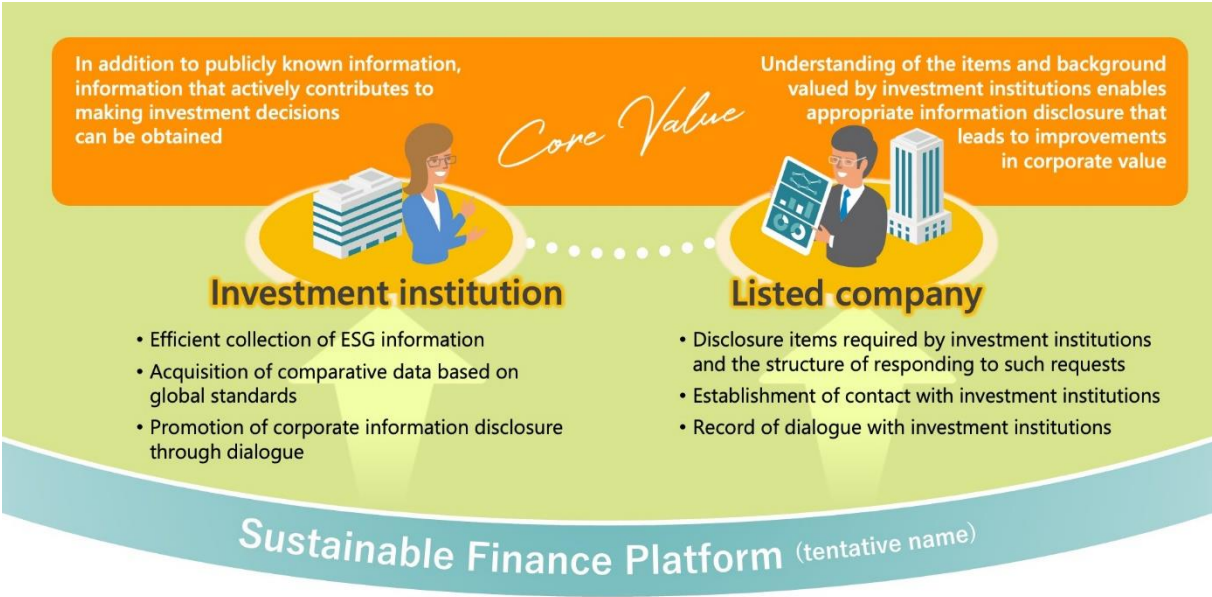 In addition to publicly known information,
information that actively contributes to
making investment decisions
can be obtained
Core Value
Understanding of the items and background
valued by investment institutions enables
appropriate information disclosure that
leads to improvements
in corporate value
Investment institution
• Efficient collection of ESG information
• Acquisition of comparative data based on
global standards
• Promotion of corporate information disclosure
through dialogue
Listed company
• Disclosure items required by investment institutions
and the structure of responding to such requests
• Establishment of contact with investment institutions
• Record of dialogue with investment institutions
Sustainable Finance Platform (tentative name)